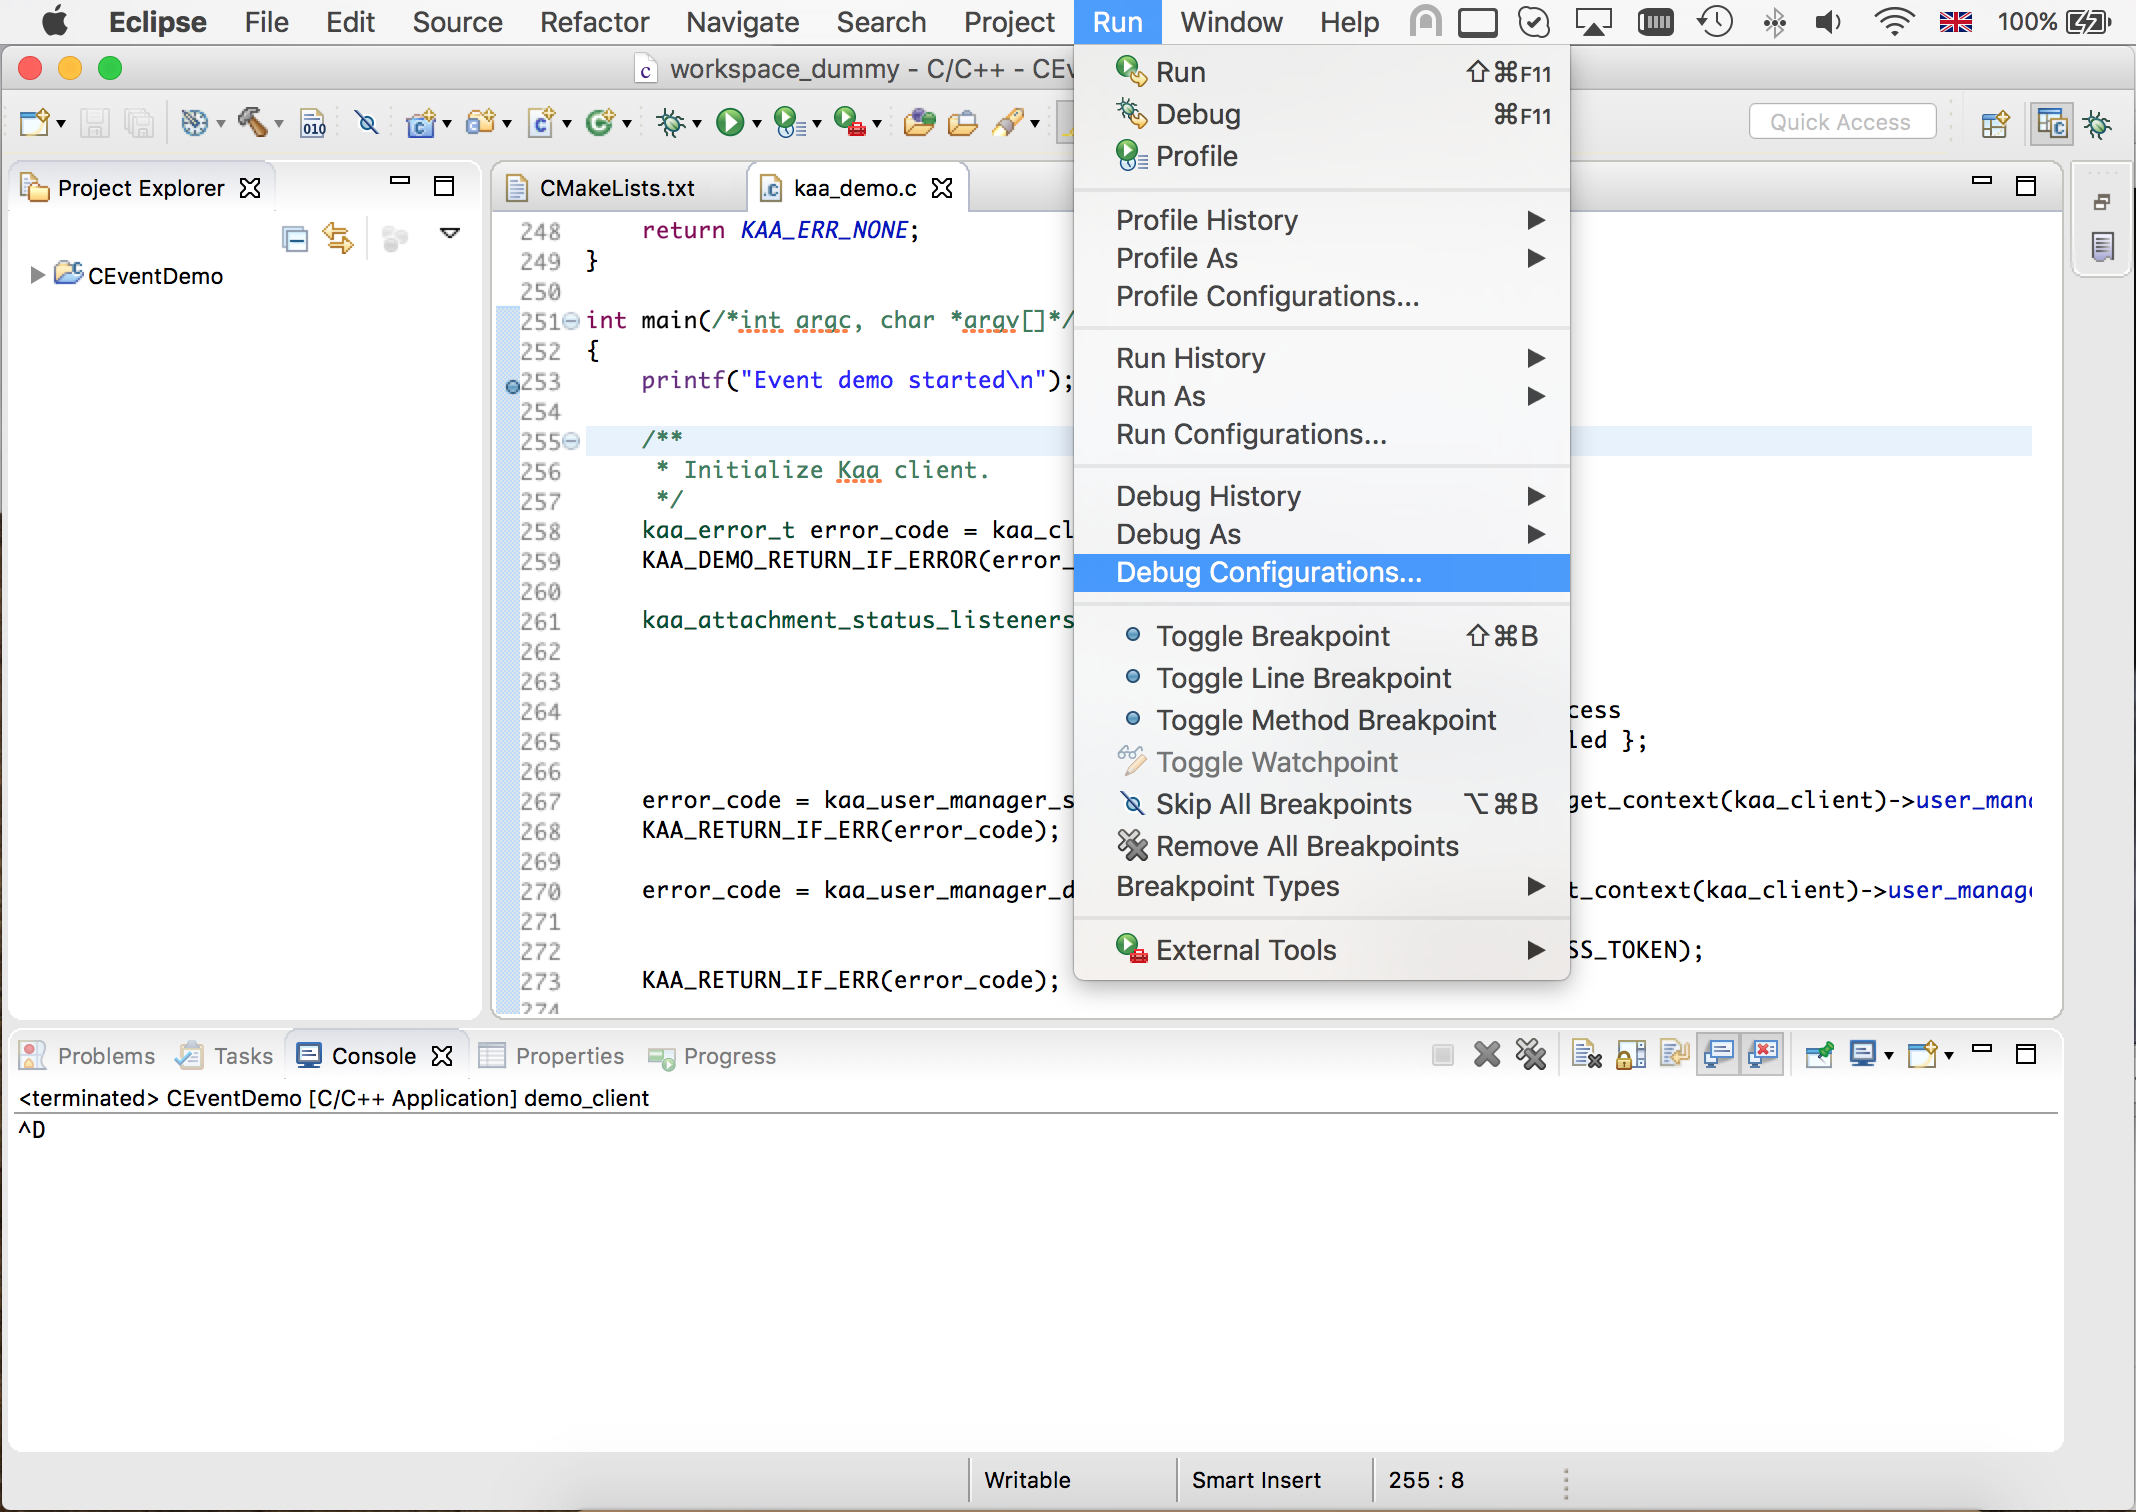 Eclipse File Edit Source Refactor Navigate Search Project Run Window Help 100%
workspace_dummy - C/C++ - CEv
Quick Access
Project Explorer
CEventDemo
CMakeLists.txt kaa_demo.c
248 return KAA_ERR_NONE;
249 }
250
251 int main(/*int argc, char *argv[]*/
252 {
253 printf("Event demo started\n");
254
255 /**
256 * Initialize Kaa client.
257 */
258 kaa_error_t error_code = kaa_cl
259 KAA_DEMO_RETURN_IF_ERROR(error_
260
261 kaa_attachment_status_listeners
262
263
264 cess
265 led };
266
267 error_code = kaa_user_manager_s get_context(kaa_client)->user_mana
268 KAA_RETURN_IF_ERR(error_code);
269
270 error_code = kaa_user_manager_d t_context(kaa_client)->user_manage
271
272 SS_TOKEN);
273 KAA_RETURN_IF_ERR(error_code);
274
Run ⇧⌘F11
Debug ⌘F11
Profile
Profile History
Profile As
Profile Configurations...
Run History
Run As
Run Configurations...
Debug History
Debug As
Debug Configurations...
Toggle Breakpoint ⇧⌘B
Toggle Line Breakpoint
Toggle Method Breakpoint
Toggle Watchpoint
Skip All Breakpoints ⌥⌘B
Remove All Breakpoints
Breakpoint Types
External Tools
Problems Tasks Console Properties Progress
<terminated> CEventDemo [C/C++ Application] demo_client
^D
Writable Smart Insert 255 : 8